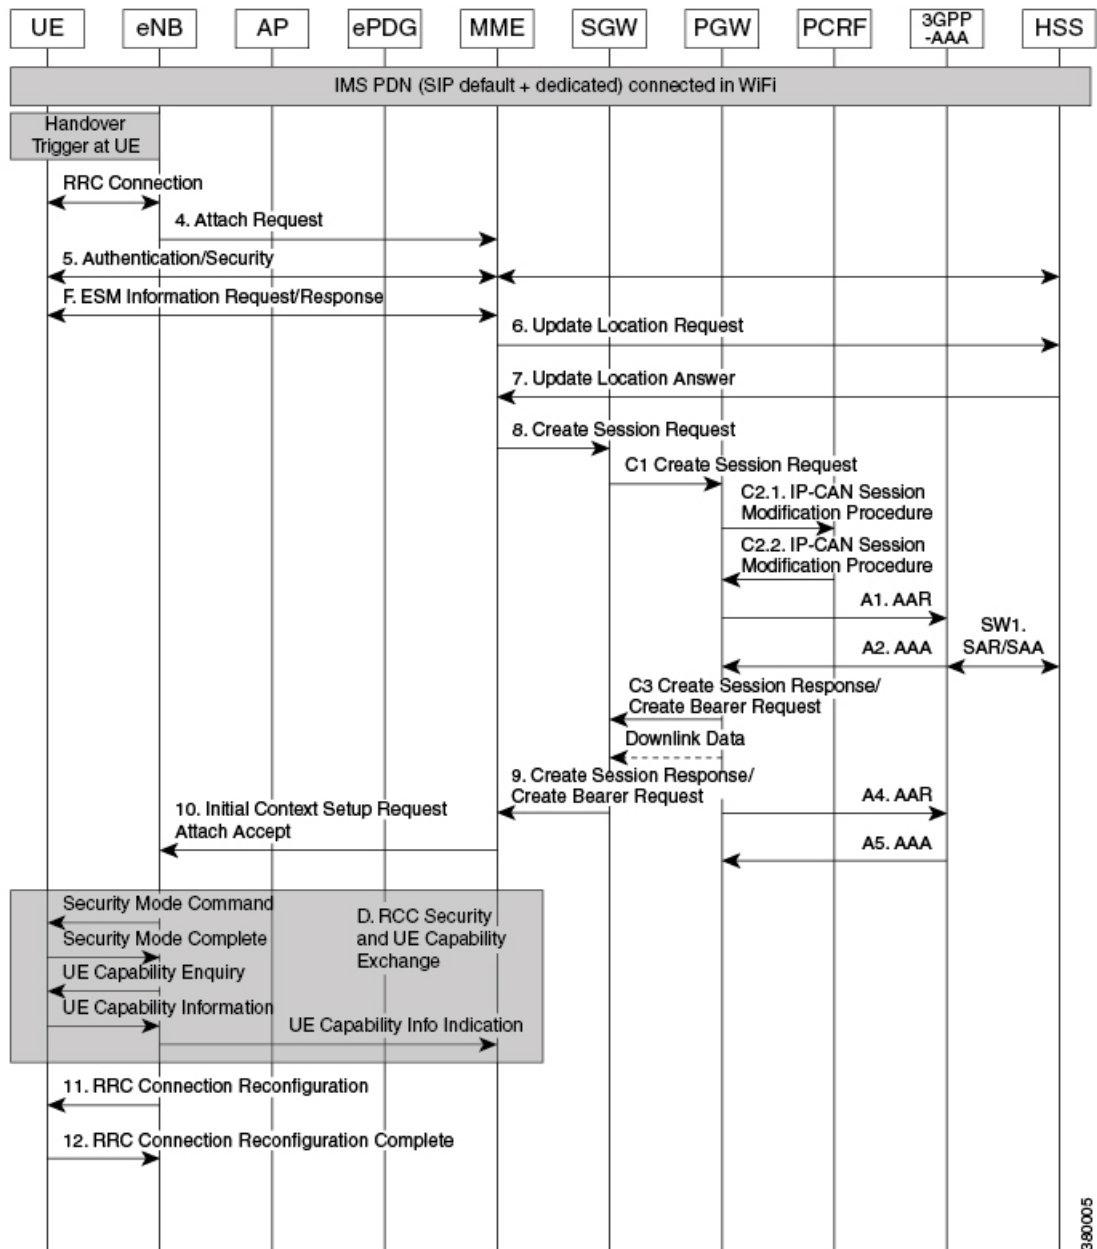 UE
eNB
AP
ePDG
MME
SGW
PGW
PCRF
3GPP
-AAA
HSS
IMS PDN (SIP default + dedicated) connected in WiFi
Handover
Trigger at UE
RRC Connection
4. Attach Request
5. Authentication/Security
F. ESM Information Request/Response
6. Update Location Request
7. Update Location Answer
8. Create Session Request
C1 Create Session Request
C2.1. IP-CAN Session
Modification Procedure
C2.2. IP-CAN Session
Modification Procedure
A1. AAR
SW1.
SAR/SAA
A2. AAA
C3 Create Session Response/
Create Bearer Request
Downlink Data
9. Create Session Response/
Create Bearer Request
A4. AAR
10. Initial Context Setup Request
Attach Accept
A5. AAA
Security Mode Command
D. RCC Security
and UE Capability
Exchange
Security Mode Complete
UE Capability Enquiry
UE Capability Information
UE Capability Info Indication
11. RRC Connection Reconfiguration
12. RRC Connection Reconfiguration Complete
380005